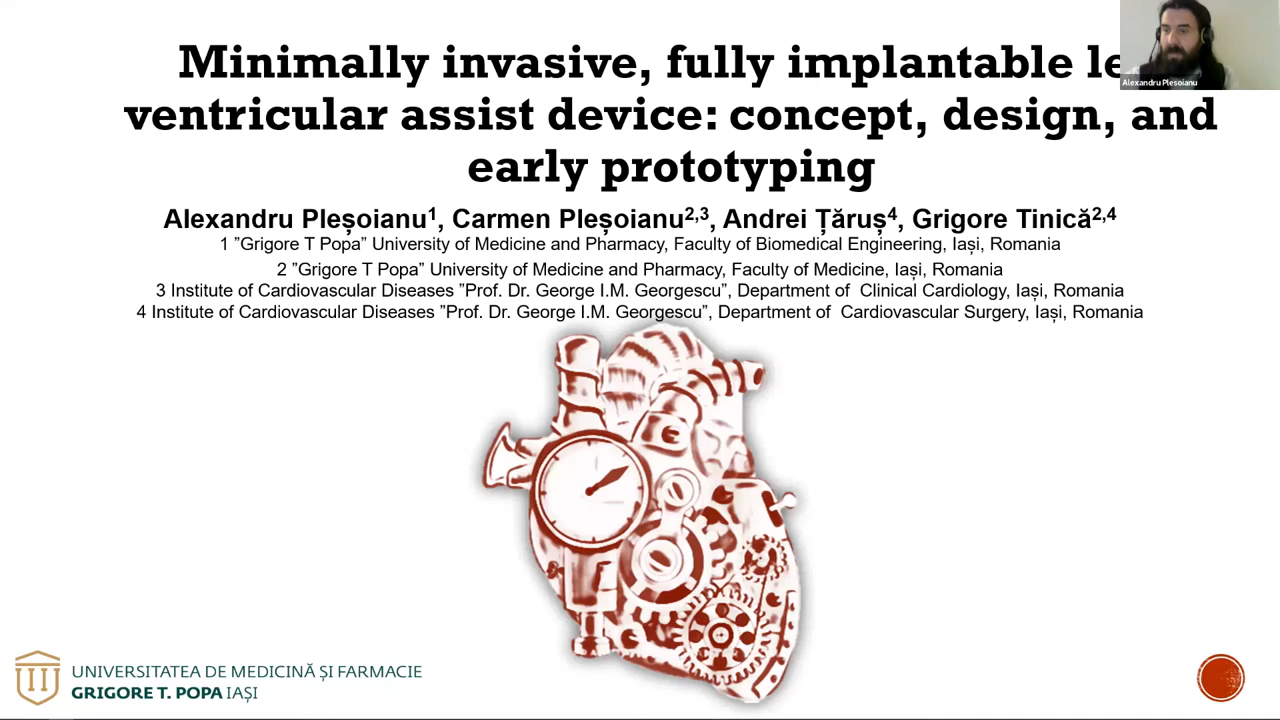 Minimally invasive, fully implantable
ventricular assist device: concept, design, and
early prototyping
Alexandru Pleșoianu¹, Carmen Pleșoianu²,³, Andrei Țăruș⁴, Grigore Tinică²,⁴
1 ”Grigore T Popa” University of Medicine and Pharmacy, Faculty of Biomedical Engineering, Iași, Romania
2 ”Grigore T Popa” University of Medicine and Pharmacy, Faculty of Medicine, Iași, Romania
3 Institute of Cardiovascular Diseases ”Prof. Dr. George I.M. Georgescu”, Department of Clinical Cardiology, Iași, Romania
4 Institute of Cardiovascular Diseases ”Prof. Dr. George I.M. Georgescu”, Department of Cardiovascular Surgery, Iași, Romania
Alexandru Plesoianu
UNIVERSITATEA DE MEDICINĂ ȘI FARMACIE
GRIGORE T. POPA IAȘI